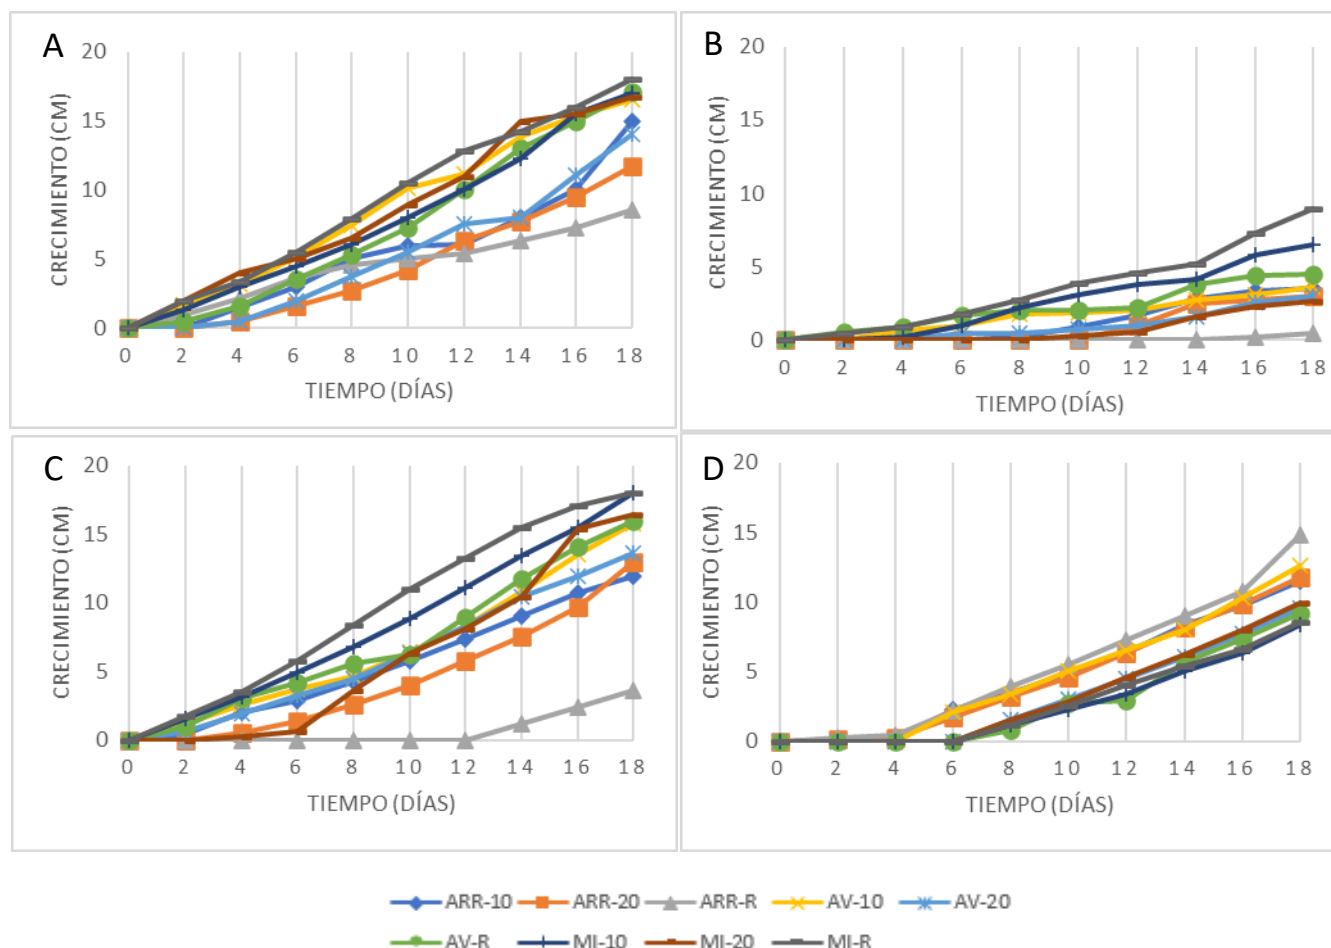 A
20
15
10
5
0
CRECIMIENTO (CM)
0 2 4 6 8 10 12 14 16 18
TIEMPO (DÍAS)
B
20
15
10
5
0
CRECIMIENTO (CM)
0 2 4 6 8 10 12 14 16 18
TIEMPO (DÍAS)
C
20
15
10
5
0
CRECIMIENTO (CM)
0 2 4 6 8 10 12 14 16 18
TIEMPO (DÍAS)
D
20
15
10
5
0
CRECIMIENTO (CM)
0 2 4 6 8 10 12 14 16 18
TIEMPO (DÍAS)
ARR-10 ARR-20 ARR-R AV-10 AV-20
AV-R MI-10 MI-20 MI-R